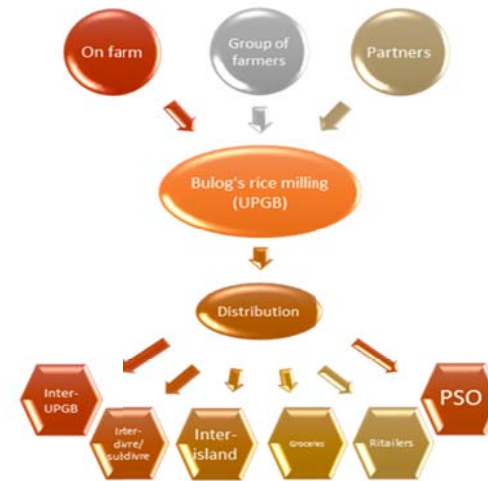 On farm
Group of
farmers
Partners
Bulog's rice milling
(UPGB)
Distribution
Inter-
UPGB
Inter-
divre/
subdivre
Inter-
island
Groceries
Ritailers
PSO